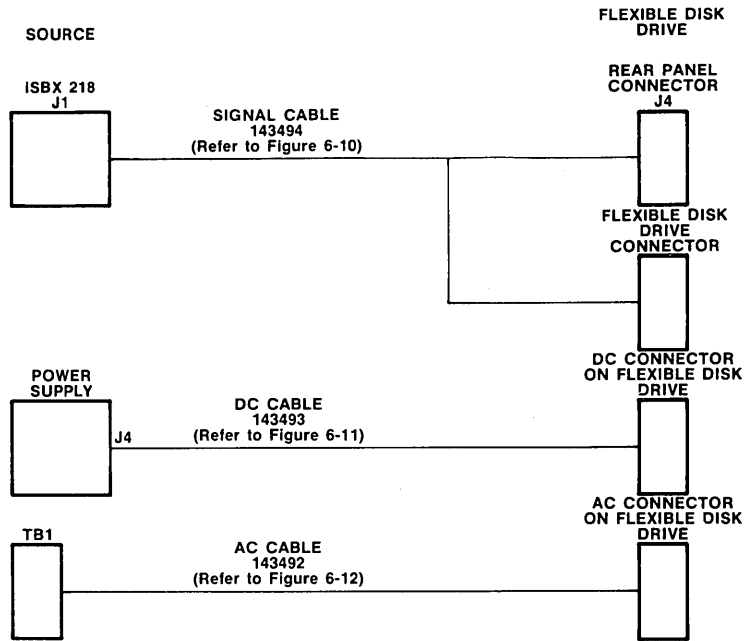 SOURCE
FLEXIBLE DISK
DRIVE
iSBX 218
J1
SIGNAL CABLE
143494
(Refer to Figure 6-10)
REAR PANEL
CONNECTOR
J4
FLEXIBLE DISK
DRIVE
CONNECTOR
POWER
SUPPLY
J4
DC CABLE
143493
(Refer to Figure 6-11)
DC CONNECTOR
ON FLEXIBLE DISK
DRIVE
TB1
AC CABLE
143492
(Refer to Figure 6-12)
AC CONNECTOR
ON FLEXIBLE DISK
DRIVE